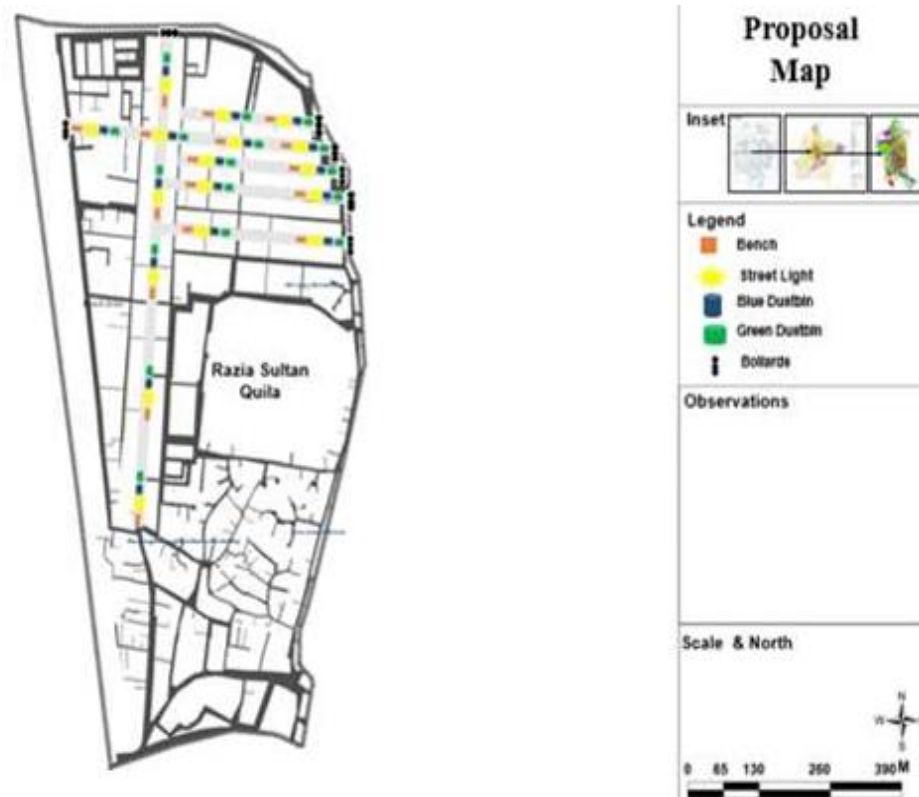 Proposal
Map
Inset
Legend
Bench
Street Light
Blue Dustbin
Green Dustbin
Bollards
Razia Sultan
Quila
Observations
Scale & North
N
W
S
0 65 130 260 390 M